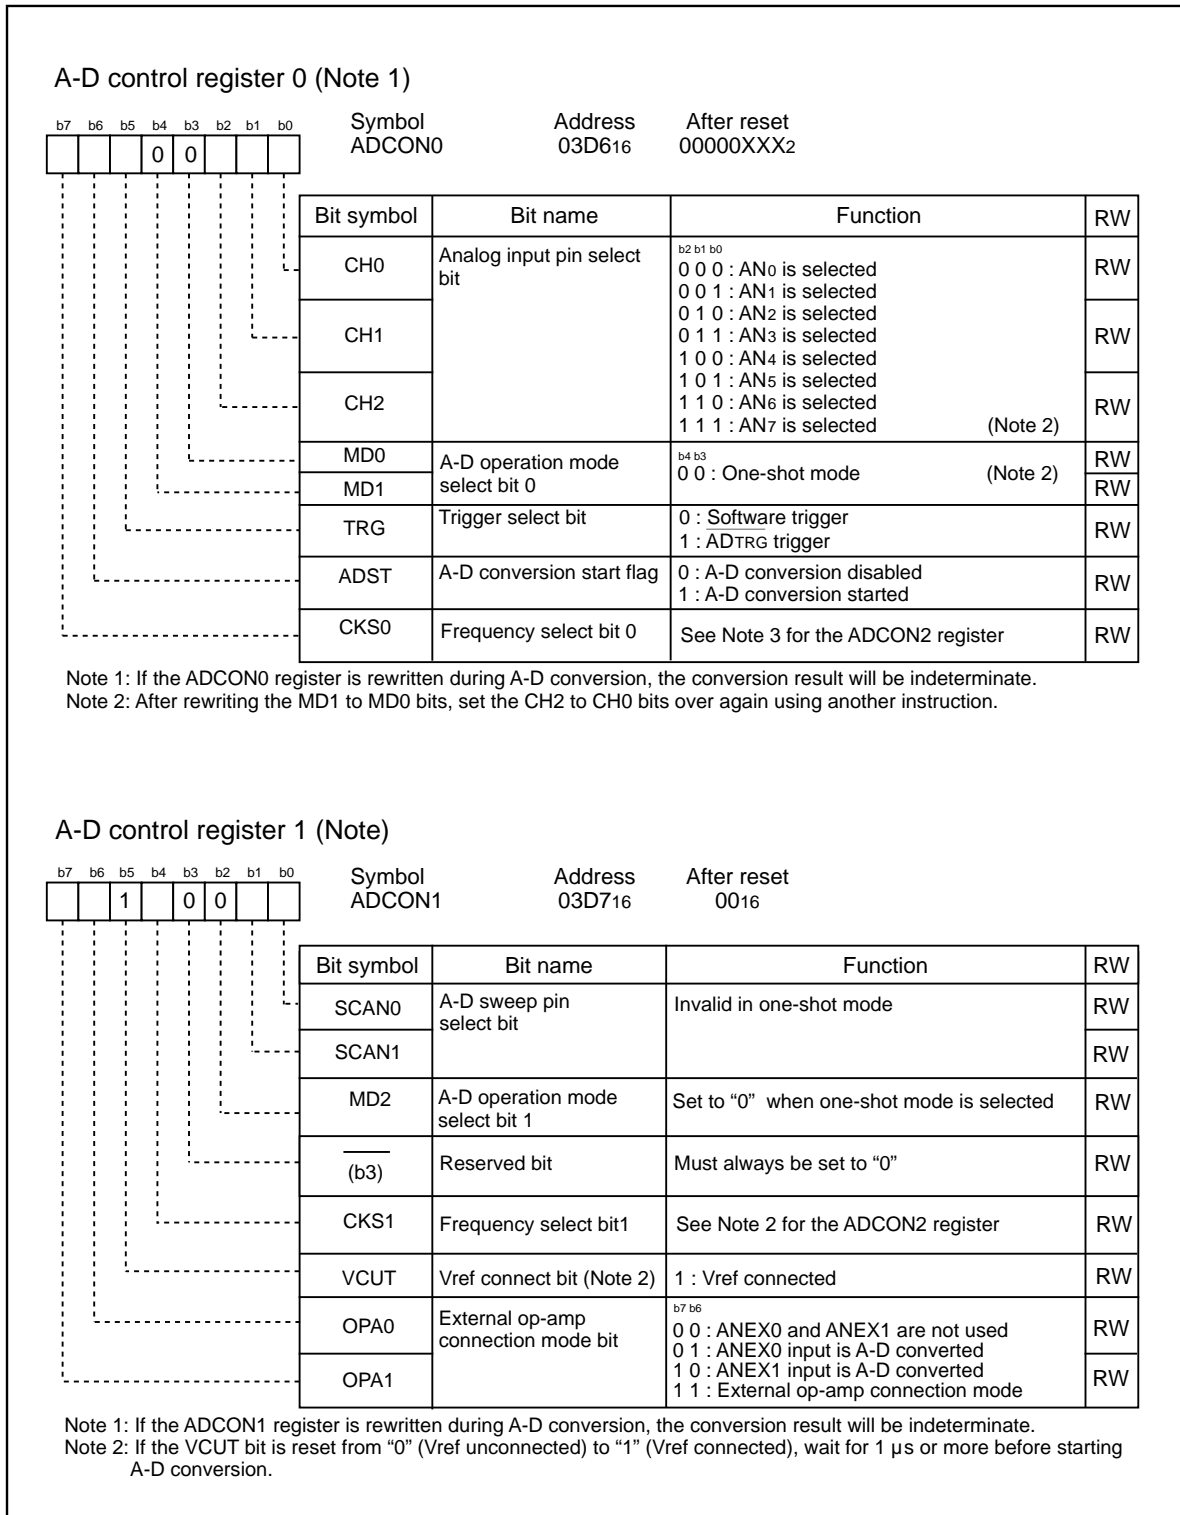 A-D control register 0 (Note 1)
b7 b6 b5 b4 b3 b2 b1 b0
0 0
Symbol Address After reset
ADCON0 03D616 00000XXX2
Bit symbol Bit name Function RW
CH0 Analog input pin select bit RW
b2 b1 b0
0 0 0 : AN0 is selected
0 0 1 : AN1 is selected
0 1 0 : AN2 is selected
CH1 0 1 1 : AN3 is selected RW
1 0 0 : AN4 is selected
1 0 1 : AN5 is selected
CH2 1 1 0 : AN6 is selected RW
1 1 1 : AN7 is selected (Note 2)
MD0 A-D operation mode select bit 0 RW
b4 b3
0 0 : One-shot mode (Note 2)
MD1 RW
TRG Trigger select bit 0 : Software trigger RW
1 : ADTRG trigger
ADST A-D conversion start flag 0 : A-D conversion disabled RW
1 : A-D conversion started
CKS0 Frequency select bit 0 See Note 3 for the ADCON2 register RW
Note 1: If the ADCON0 register is rewritten during A-D conversion, the conversion result will be indeterminate.
Note 2: After rewriting the MD1 to MD0 bits, set the CH2 to CH0 bits over again using another instruction.
A-D control register 1 (Note)
b7 b6 b5 b4 b3 b2 b1 b0
1 0 0
Symbol Address After reset
ADCON1 03D716 0016
Bit symbol Bit name Function RW
SCAN0 A-D sweep pin select bit Invalid in one-shot mode RW
SCAN1 RW
MD2 A-D operation mode select bit 1 Set to “0” when one-shot mode is selected RW
(b3) Reserved bit Must always be set to “0” RW
CKS1 Frequency select bit1 See Note 2 for the ADCON2 register RW
VCUT Vref connect bit (Note 2) 1 : Vref connected RW
OPA0 External op-amp connection mode bit RW
b7 b6
0 0 : ANEX0 and ANEX1 are not used
0 1 : ANEX0 input is A-D converted
OPA1 1 0 : ANEX1 input is A-D converted RW
1 1 : External op-amp connection mode
Note 1: If the ADCON1 register is rewritten during A-D conversion, the conversion result will be indeterminate.
Note 2: If the VCUT bit is reset from “0” (Vref unconnected) to “1” (Vref connected), wait for 1 µs or more before starting
A-D conversion.